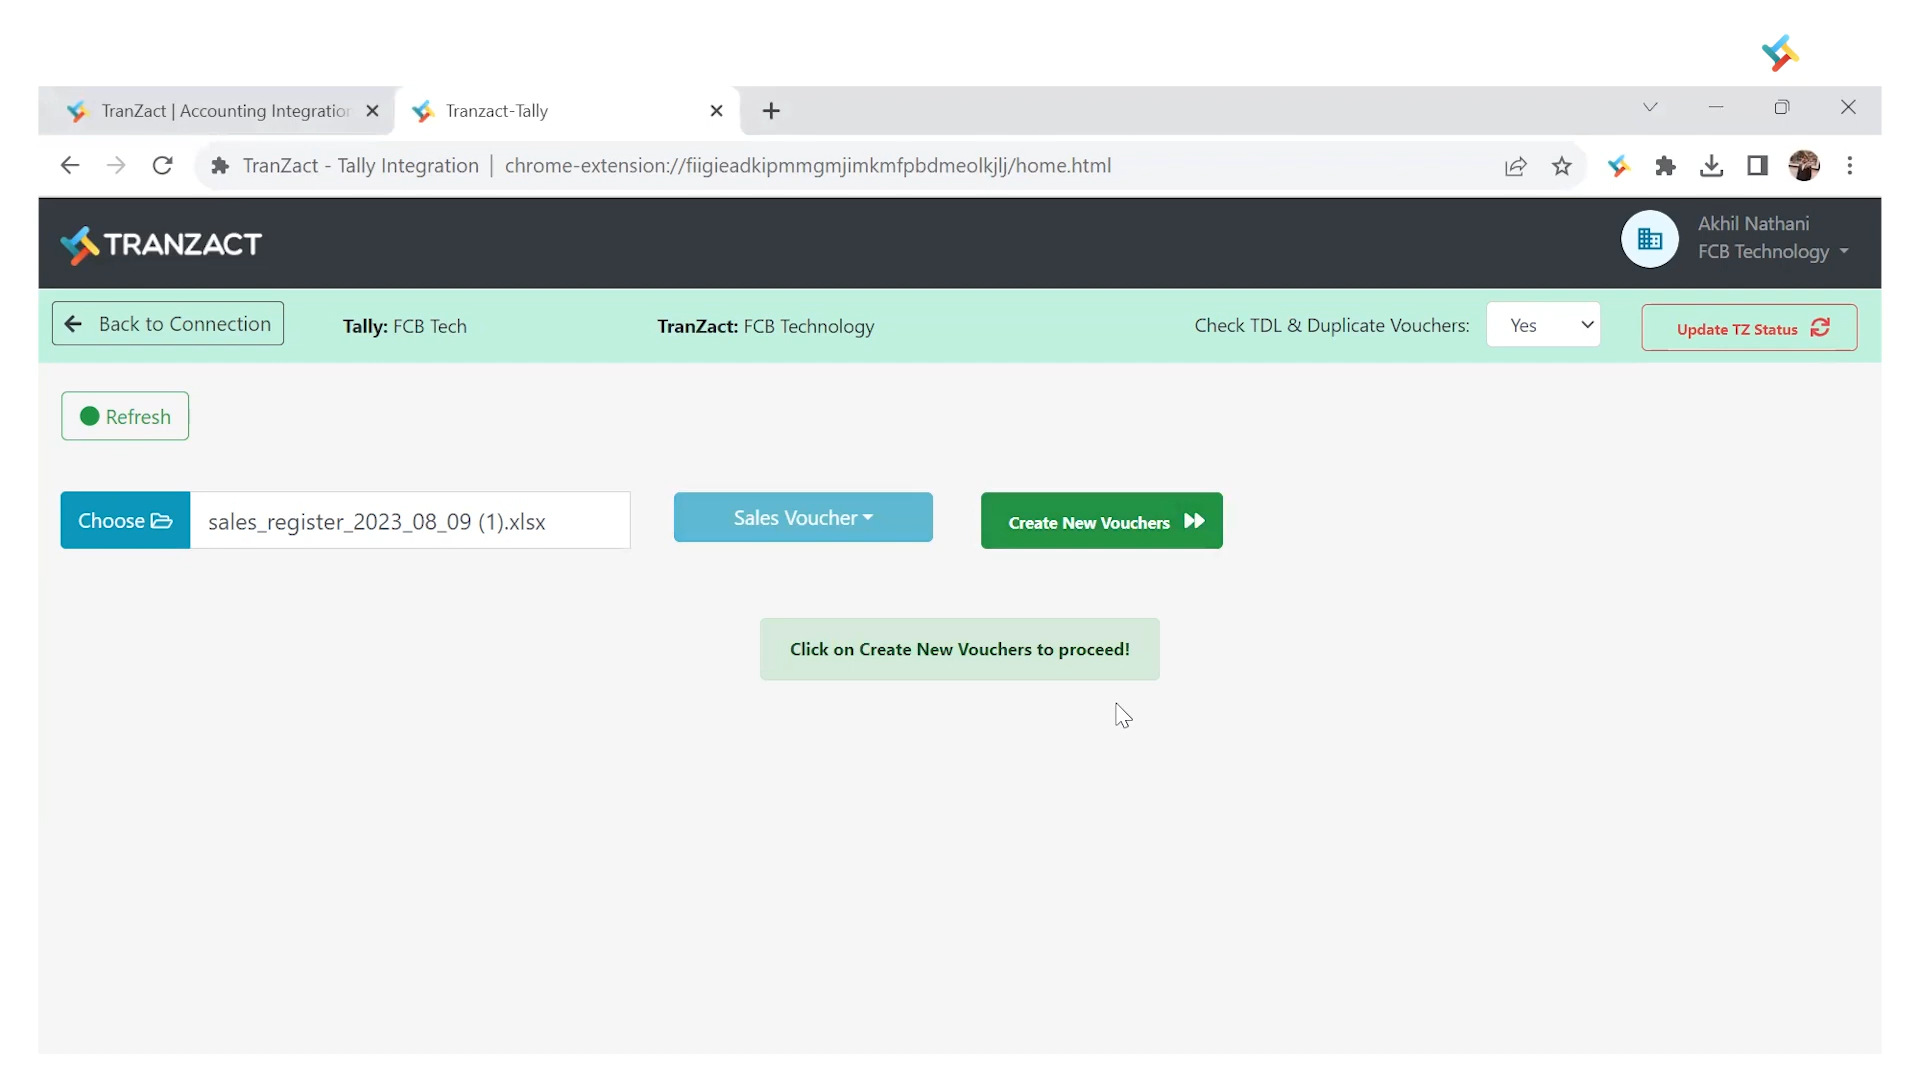 TranZact | Accounting Integration
Tranzact-Tally
TranZact - Tally Integration | chrome-extension://fiigieadkipmmgmjimkmfpbdmeolkjlj/home.html
TRANZACT
Akhil Nathani
FCB Technology
Back to Connection
Tally: FCB Tech
TranZact: FCB Technology
Check TDL & Duplicate Vouchers:
Yes
Update TZ Status
Refresh
Choose
sales_register_2023_08_09 (1).xlsx
Sales Voucher
Create New Vouchers
Click on Create New Vouchers to proceed!